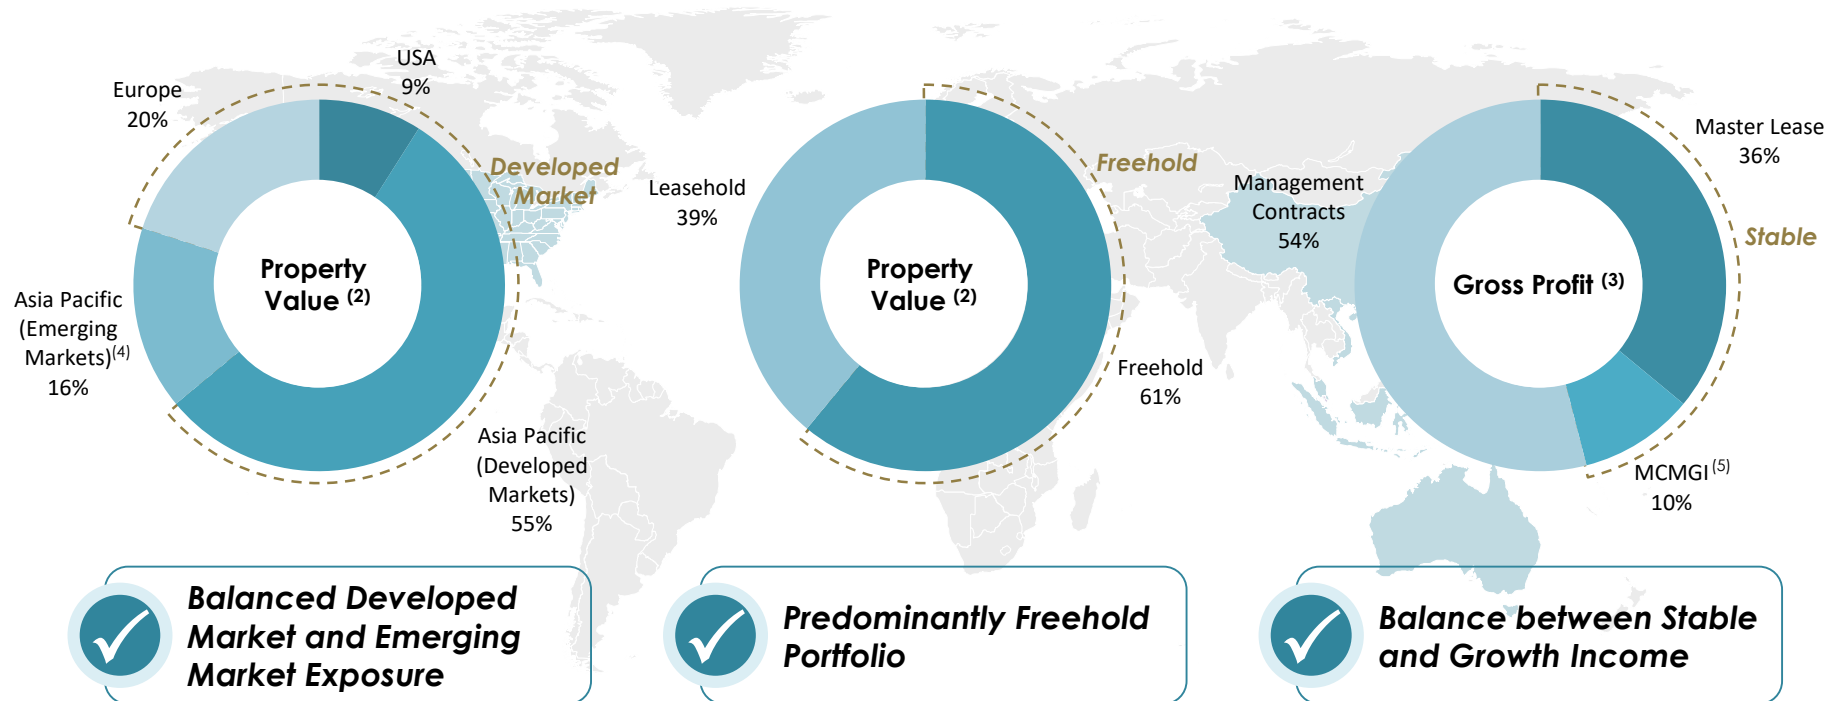 USA
9%
Europe
20%
Developed
Market
Property
Value (2)
Asia Pacific
(Emerging
Markets)(4)
16%
Asia Pacific
(Developed
Markets)
55%
Leasehold
39%
Freehold
Property
Value (2)
Freehold
61%
Master Lease
36%
Management
Contracts
54%
Stable
Gross Profit (3)
MCMGI (5)
10%
Balanced Developed
Market and Emerging
Market Exposure
Predominantly Freehold
Portfolio
Balance between Stable
and Growth Income